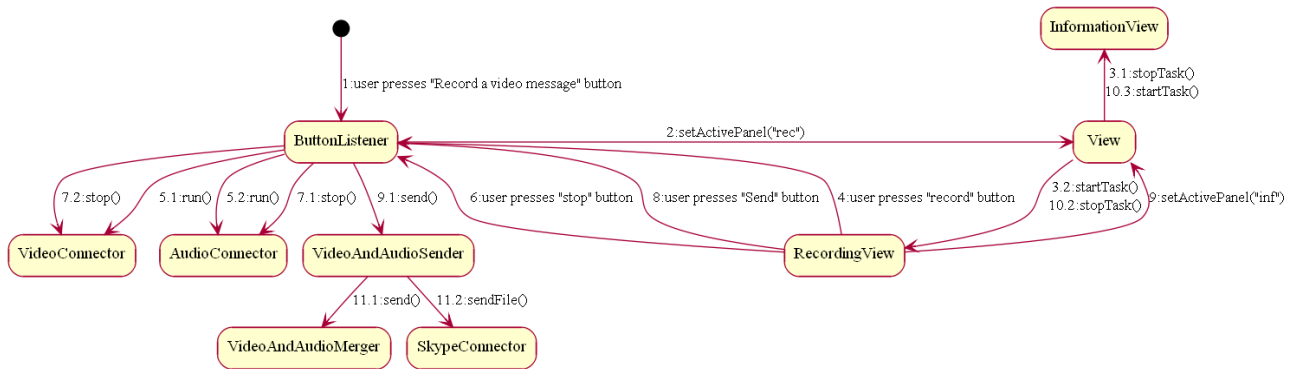 InformationView
3.1:stopTask()
10.3:startTask()
1:user presses "Record a video message" button
2:setActivePanel("rec")
ButtonListener
View
7.2:stop()
5.1:run()
5.2:run()
7.1:stop()
9.1:send()
6:user presses "stop" button
8:user presses "Send" button
4:user presses "record" button
3.2:startTask()
10.2:stopTask()
9:setActivePanel("inf")
VideoConnector
AudioConnector
VideoAndAudioSender
RecordingView
11.1:send()
11.2:sendFile()
VideoAndAudioMerger
SkypeConnector